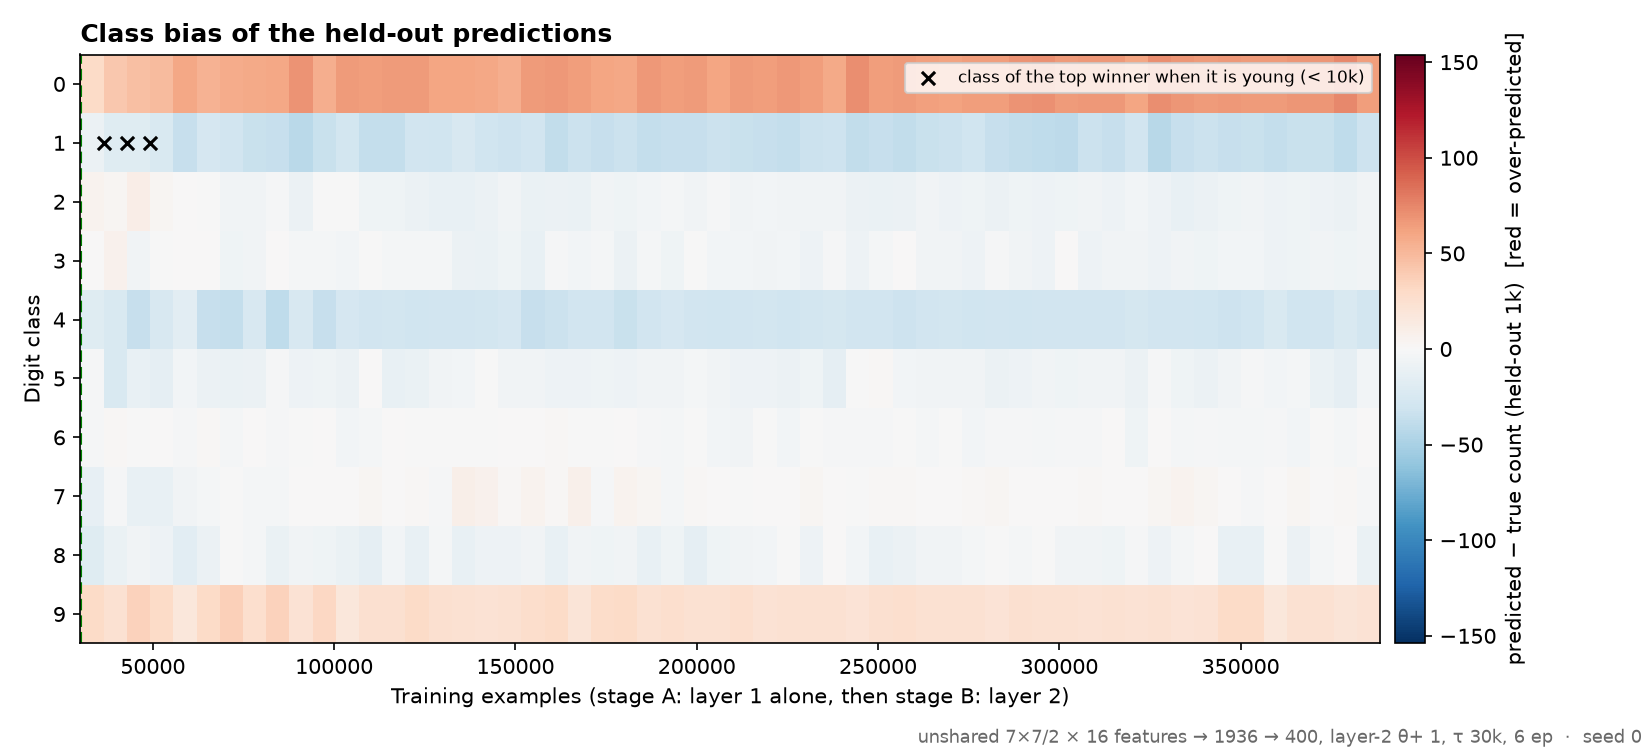 Class bias of the held-out predictions
class of the top winner when it is young (< 10k)
0
1
2
3
4
5
6
7
8
9
Digit class
50000 100000 150000 200000 250000 300000 350000
Training examples (stage A: layer 1 alone, then stage B: layer 2)
150
100
50
0
−50
−100
−150
predicted − true count (held-out 1k)  [red = over-predicted]
unshared 7×7/2 × 16 features → 1936 → 400, layer-2 θ+ 1, τ 30k, 6 ep · seed 0